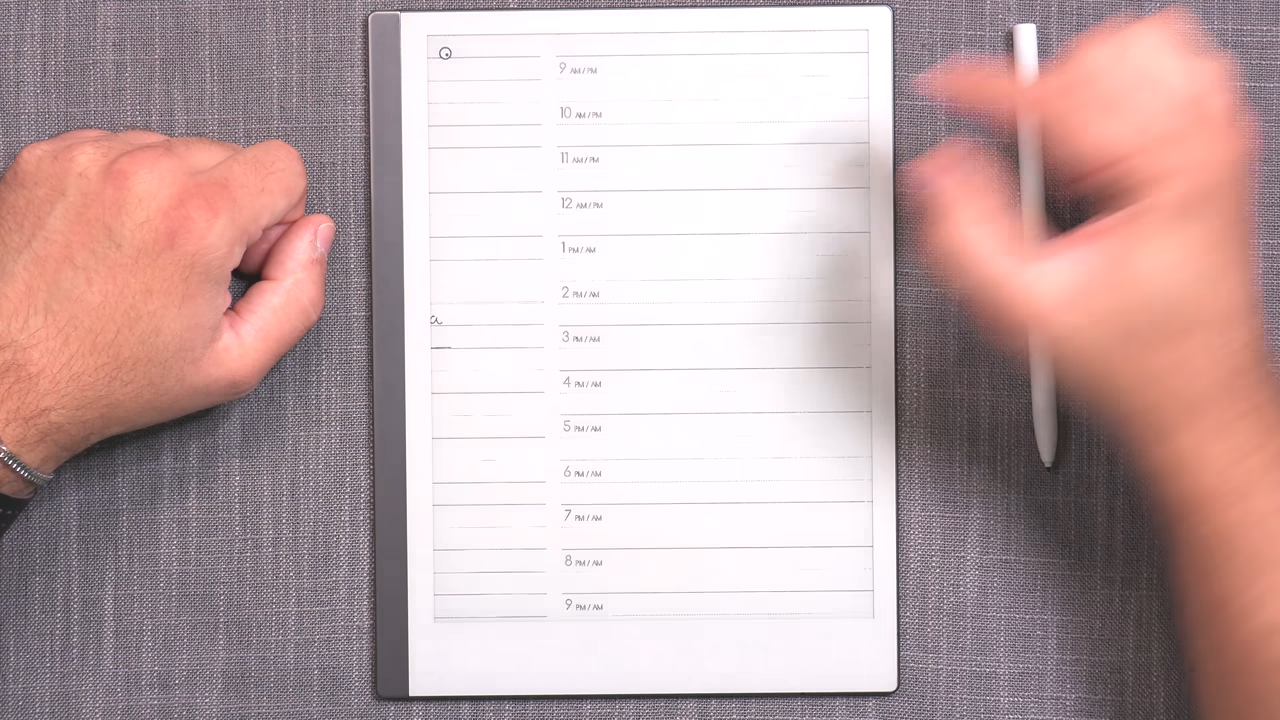 9 AM / PM
10 AM / PM
11 AM / PM
12 AM / PM
1 PM / AM
2 PM / AM
a
3 PM / AM
4 PM / AM
5 PM / AM
6 PM / AM
7 PM / AM
8 PM / AM
9 PM / AM